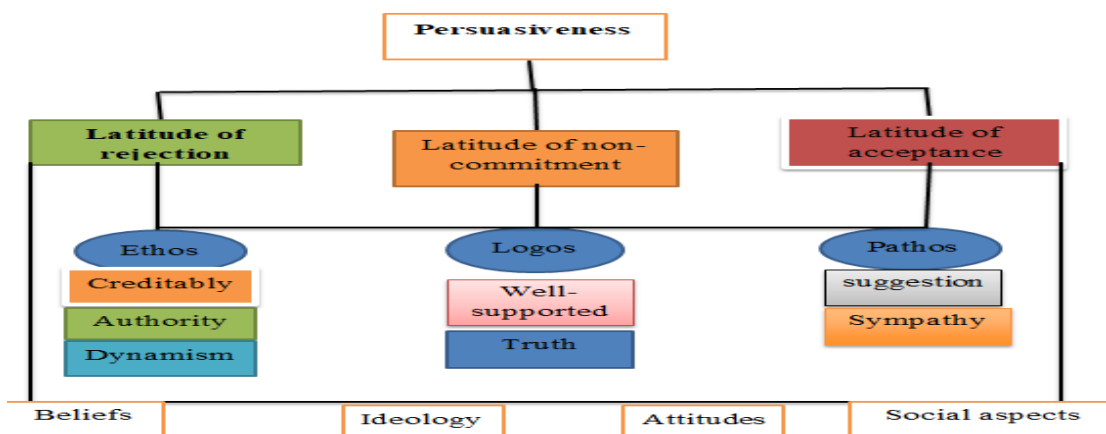 Persuasiveness
Latitude of
rejection
Latitude of non-
commitment
Latitude of
acceptance
Ethos
Logos
Pathos
Creditably
Authority
Dynamism
Well-
supported
Truth
suggestion
Sympathy
Beliefs
Ideology
Attitudes
Social aspects